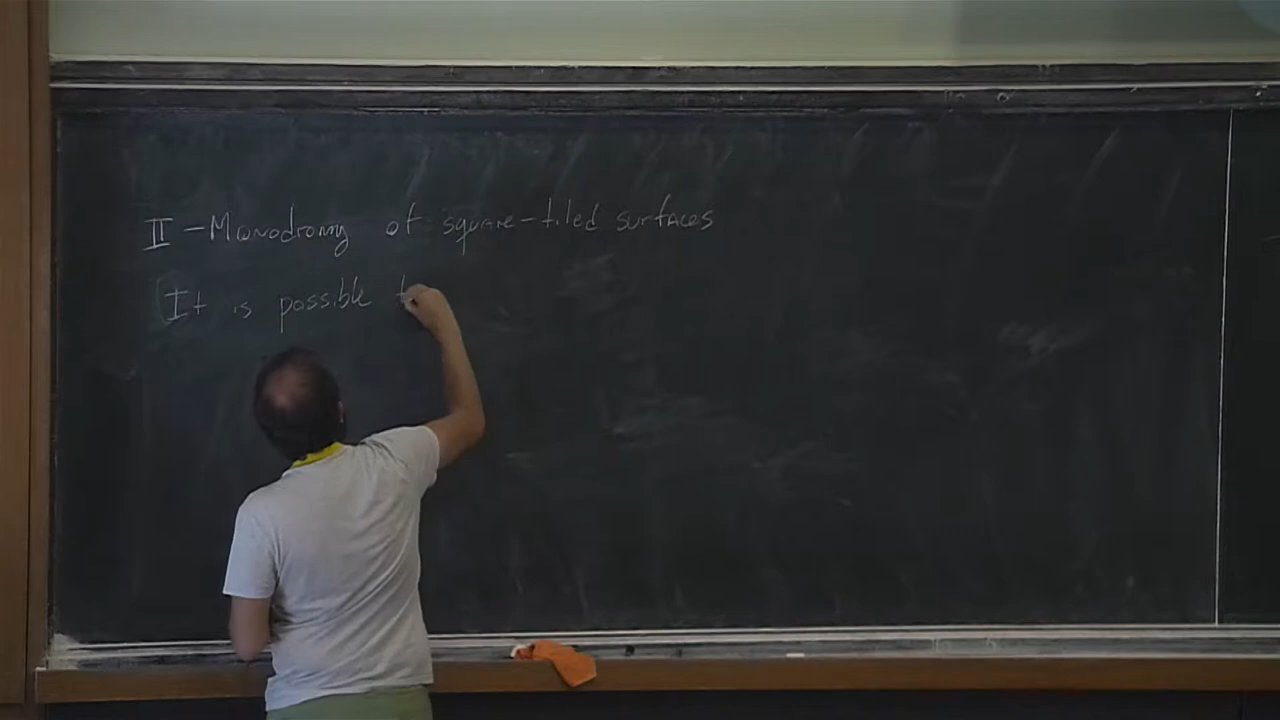 II - Monodromy of square-tiled surfaces
[It is possible t